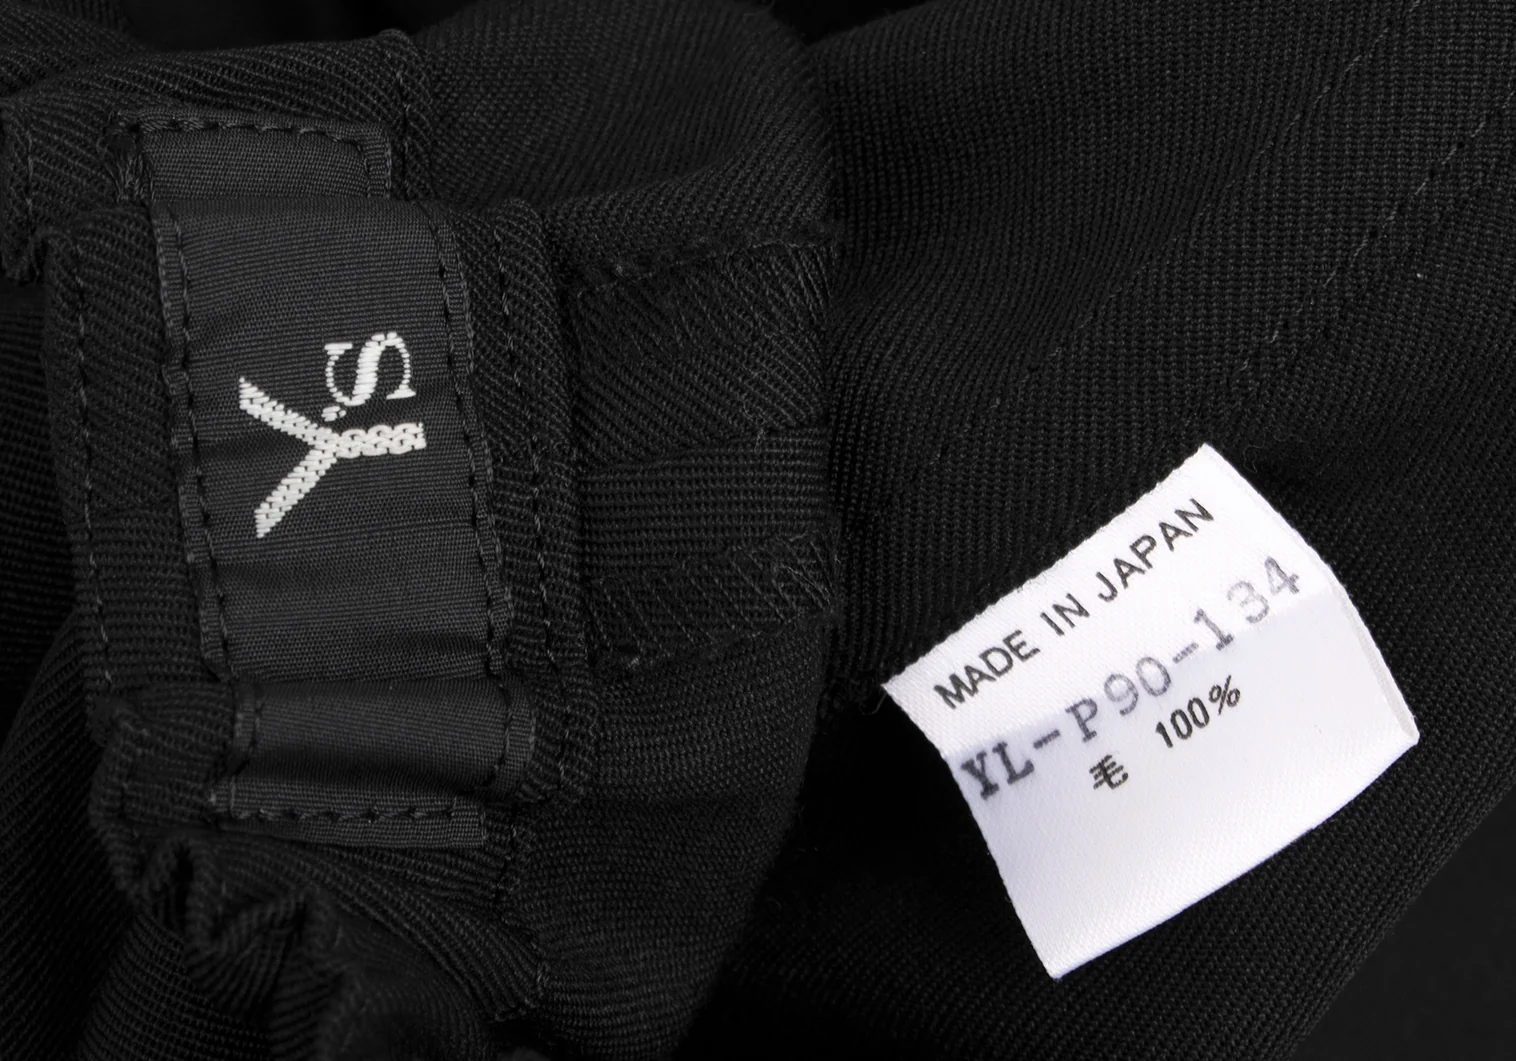 Y's
MADE IN JAPAN
YL-P90-134
毛 100%